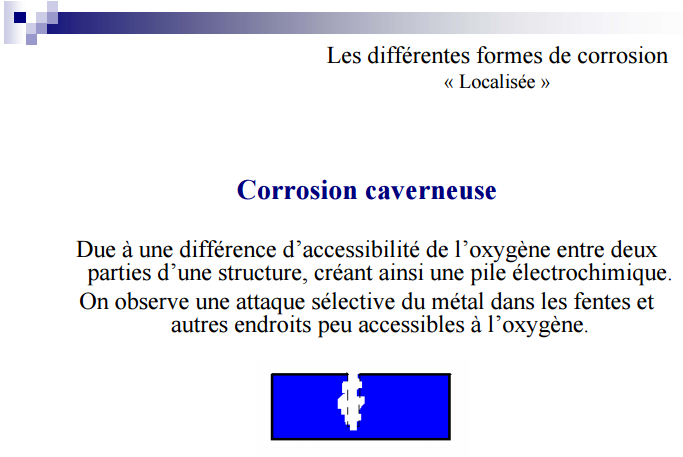 Les différentes formes de corrosion
« Localisée »
Corrosion caverneuse
Due à une différence d’accessibilité de l’oxygène entre deux
parties d’une structure, créant ainsi une pile électrochimique.
On observe une attaque sélective du métal dans les fentes et
autres endroits peu accessibles à l’oxygène.